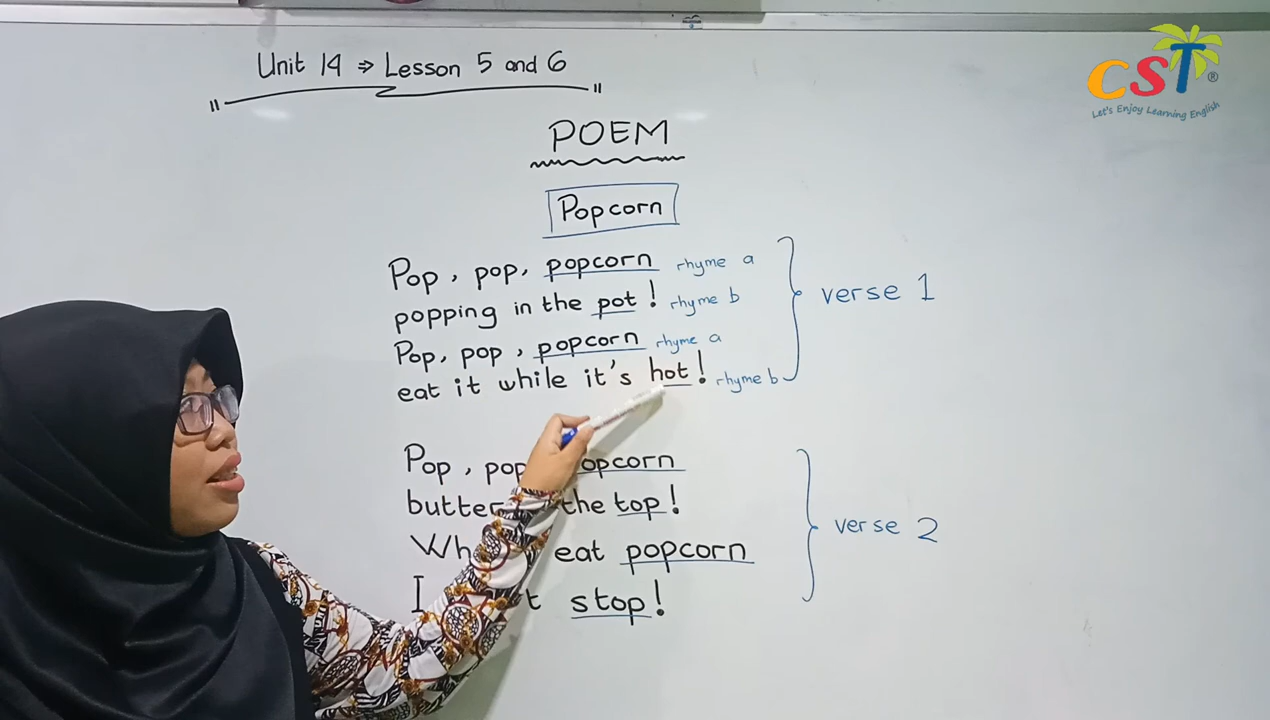 Unit 14 ⇒ Lesson 5 and 6
CST®
Let's Enjoy Learning English
POEM
Popcorn
Pop, pop, popcorn rhyme a
popping in the pot! rhyme b
Pop, pop, popcorn rhyme a
eat it while it's hot! rhyme b
verse 1
Pop, pop popcorn
butter the top!
eat popcorn
I stop!
verse 2